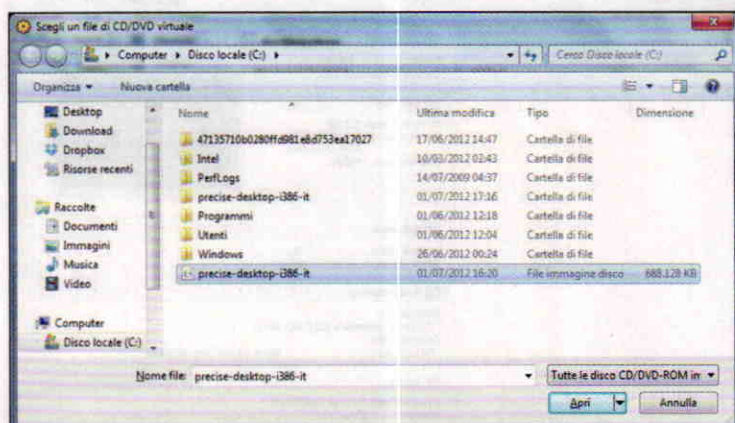 Scegli un file di CD/DVD virtuale
Computer Disco locale (C:)
Cerca Disco locale (C:)
Organizza Nuova cartella
Desktop
Download
Dropbox
Risorse recenti
Raccolte
Documenti
Immagini
Musica
Video
Computer
Disco locale (C:)
Nome Ultima modifica Tipo Dimensione
47135710b0280ffd981e8d753ea17027 17/06/2012 14:47 Cartella di file
Intel 10/03/2012 02:43 Cartella di file
PerfLogs 14/07/2009 04:37 Cartella di file
precise-desktop-i386-it 01/07/2012 17:16 Cartella di file
Programmi 01/06/2012 12:18 Cartella di file
Utenti 01/06/2012 12:04 Cartella di file
Windows 26/06/2012 00:24 Cartella di file
precise-desktop-i386-it 01/07/2012 16:20 File immagine disco 688.128 KB
Nome file: precise-desktop-i386-it
Tutte le disco CD/DVD-ROM im
Apri Annulla